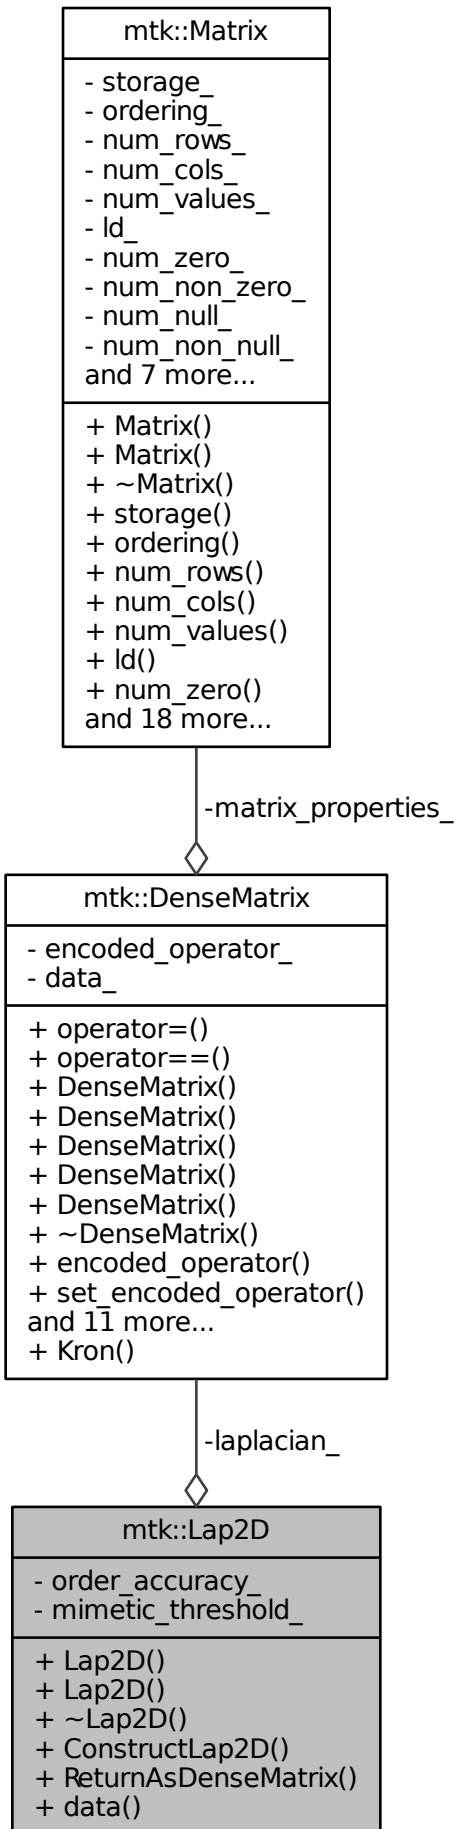 mtk::Matrix
- storage_
- ordering_
- num_rows_
- num_cols_
- num_values_
- ld_
- num_zero_
- num_non_zero_
- num_null_
- num_non_null_
and 7 more...
+ Matrix()
+ Matrix()
+ ~Matrix()
+ storage()
+ ordering()
+ num_rows()
+ num_cols()
+ num_values()
+ ld()
+ num_zero()
and 18 more...
-matrix_properties_
mtk::DenseMatrix
- encoded_operator_
- data_
+ operator=()
+ operator==()
+ DenseMatrix()
+ DenseMatrix()
+ DenseMatrix()
+ DenseMatrix()
+ DenseMatrix()
+ ~DenseMatrix()
+ encoded_operator()
+ set_encoded_operator()
and 11 more...
+ Kron()
-laplacian_
mtk::Lap2D
- order_accuracy_
- mimetic_threshold_
+ Lap2D()
+ Lap2D()
+ ~Lap2D()
+ ConstructLap2D()
+ ReturnAsDenseMatrix()
+ data()